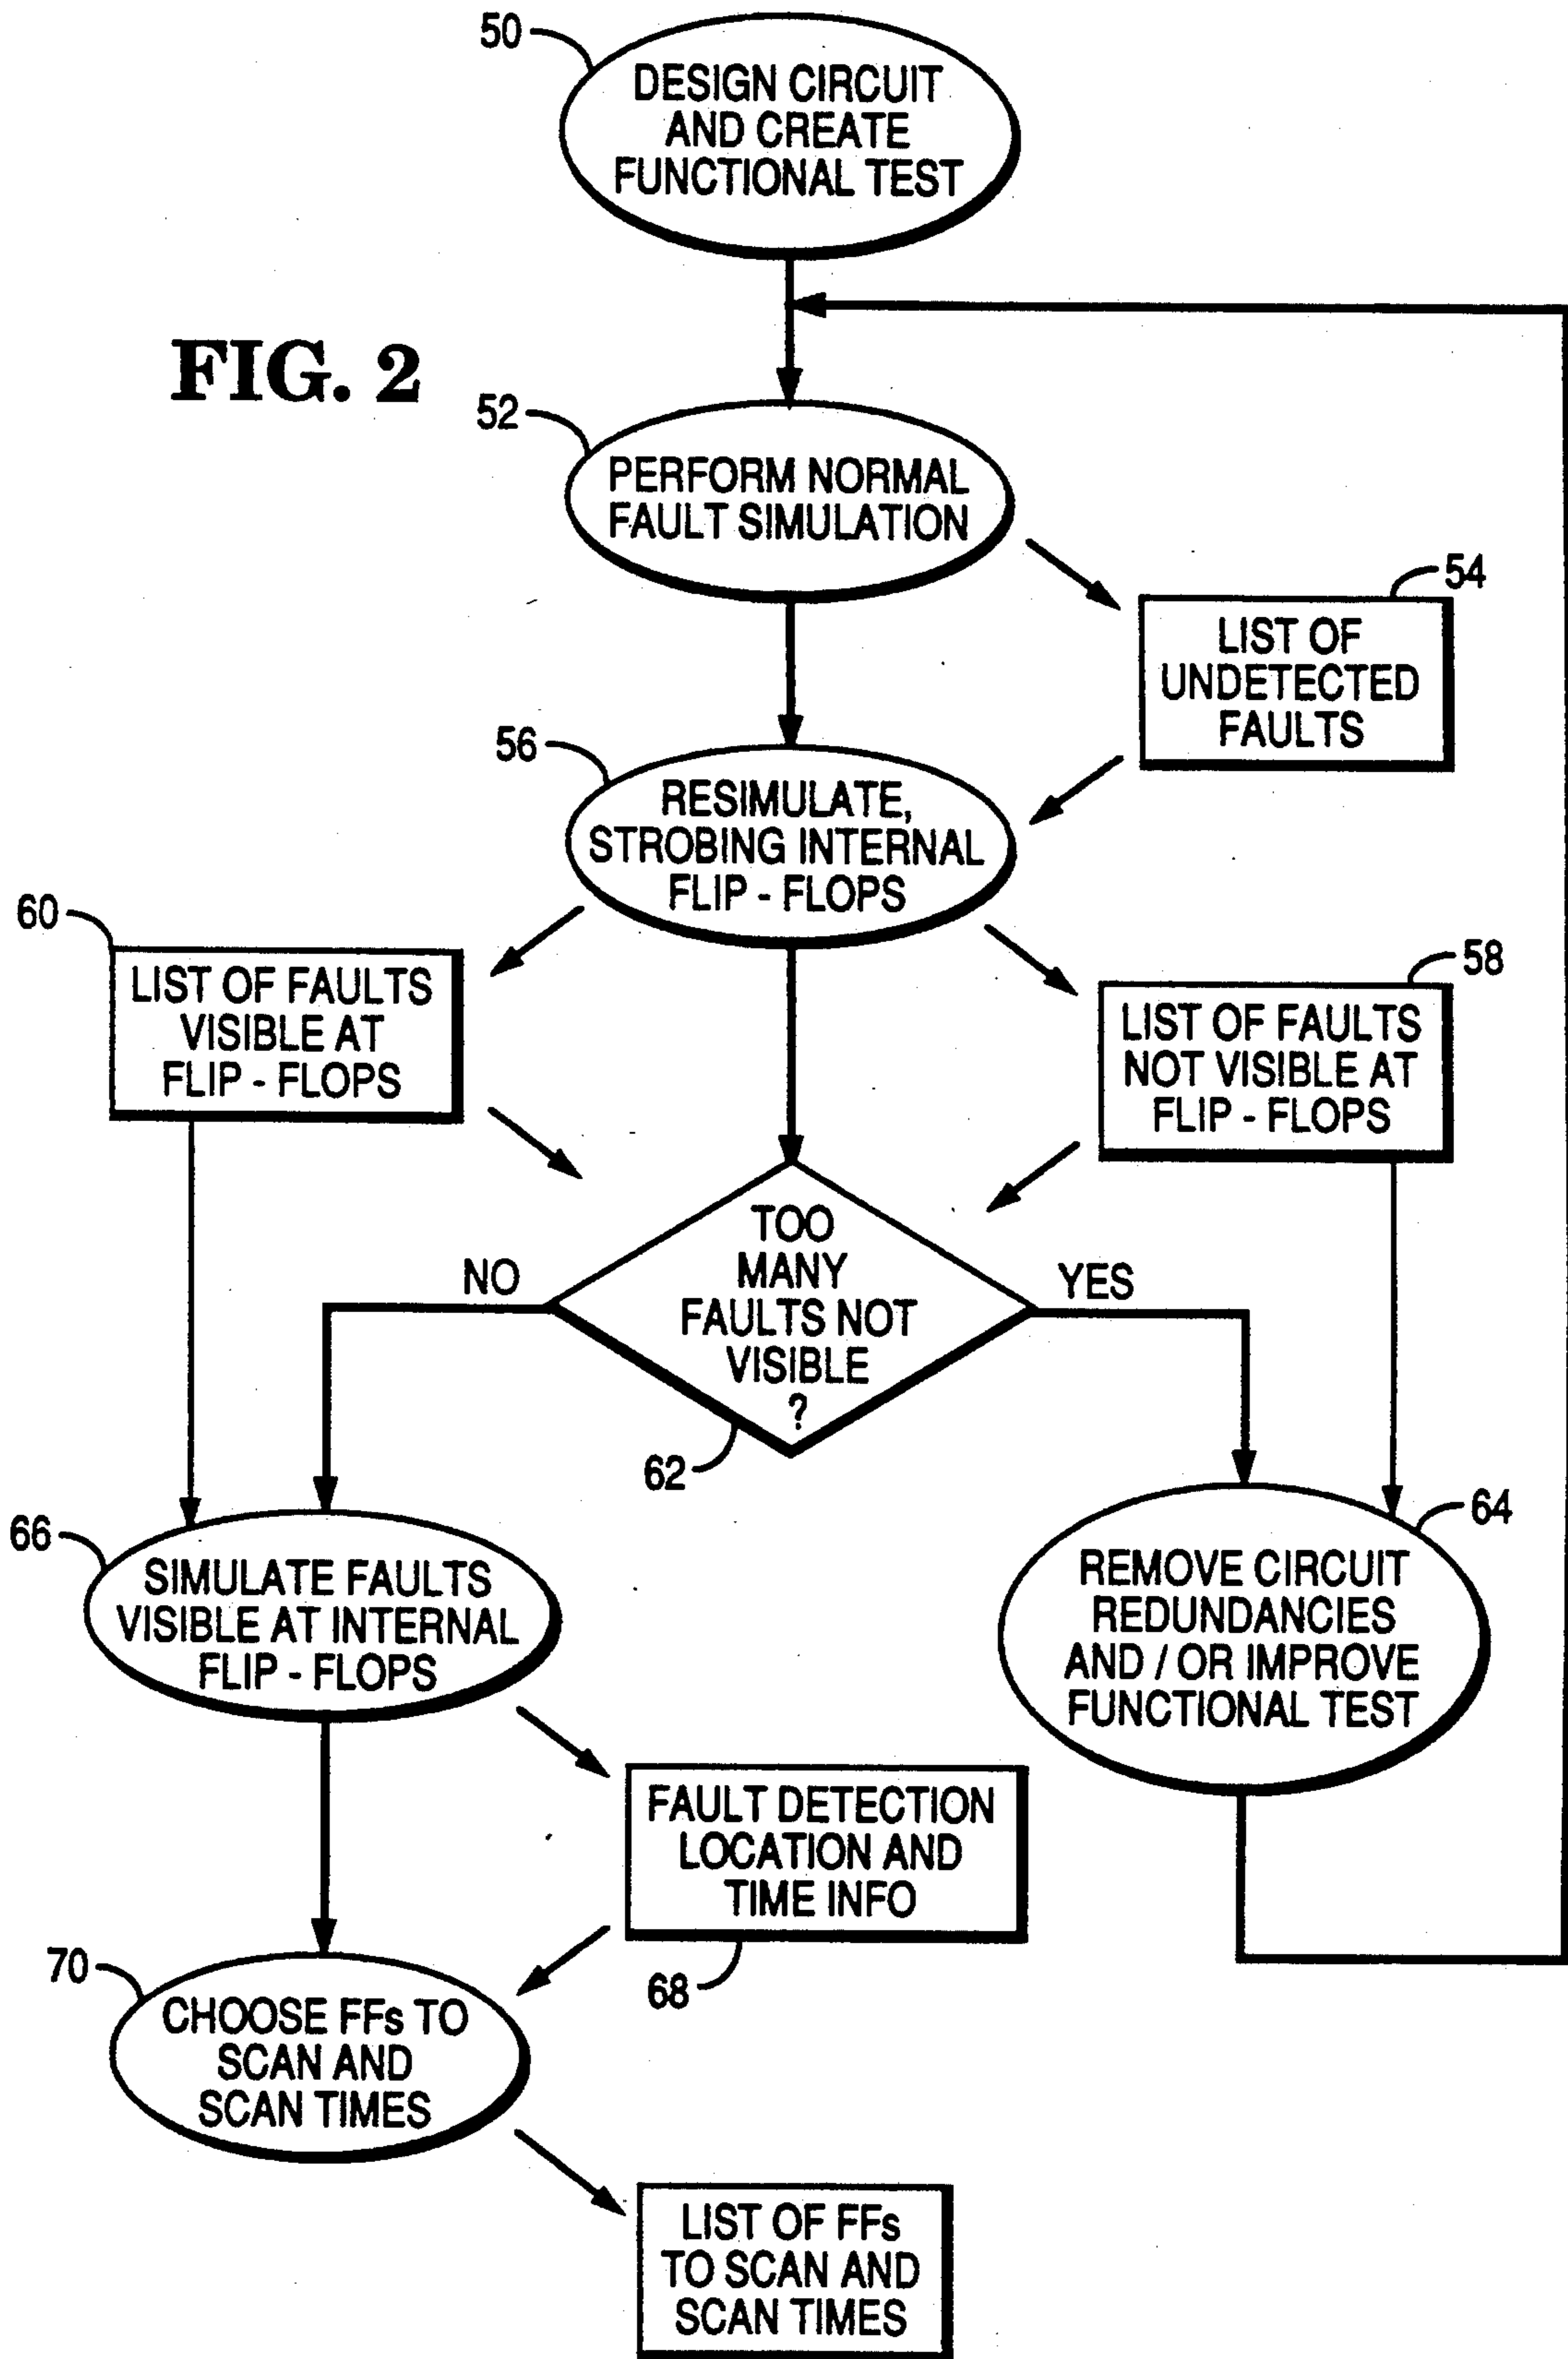 50
DESIGN CIRCUIT
AND CREATE
FUNCTIONAL TEST
FIG. 2
52
PERFORM NORMAL
FAULT SIMULATION
54
LIST OF
UNDETECTED
FAULTS
56
RESIMULATE,
STROBING INTERNAL
FLIP - FLOPS
60
LIST OF FAULTS
VISIBLE AT
FLIP - FLOPS
58
LIST OF FAULTS
NOT VISIBLE AT
FLIP - FLOPS
TOO
MANY
FAULTS NOT
VISIBLE
?
NO
YES
62
66
SIMULATE FAULTS
VISIBLE AT INTERNAL
FLIP - FLOPS
64
REMOVE CIRCUIT
REDUNDANCIES
AND / OR IMPROVE
FUNCTIONAL TEST
FAULT DETECTION
LOCATION AND
TIME INFO
68
70
CHOOSE FFs TO
SCAN AND
SCAN TIMES
LIST OF FFs
TO SCAN AND
SCAN TIMES